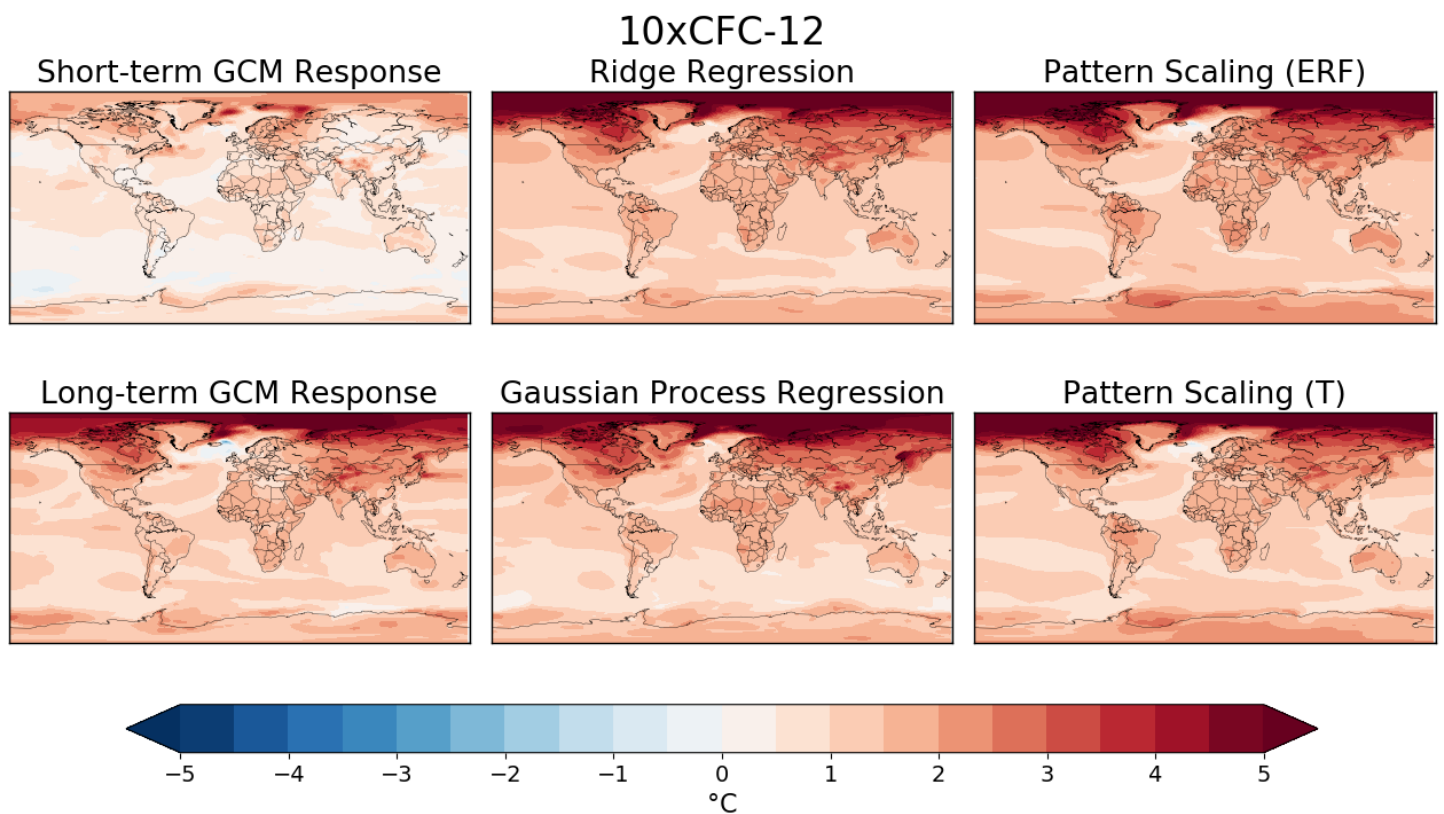 10xCFC-12
Short-term GCM Response
Ridge Regression
Pattern Scaling (ERF)
Long-term GCM Response
Gaussian Process Regression
Pattern Scaling (T)
−5 −4 −3 −2 −1 0 1 2 3 4 5
°C